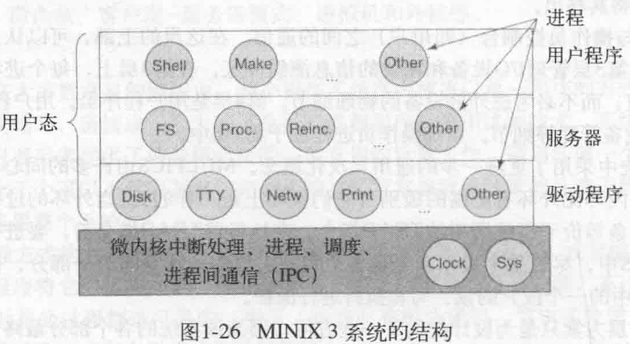 进程
Shell Make ... Other 用户程序
用户态
FS Proc. Reinc. ... Other 服务器
Disk TTY Netw Print ... Other 驱动程序
微内核中断处理、进程、调度、
进程间通信（IPC）
Clock Sys
图1-26 MINIX 3 系统的结构